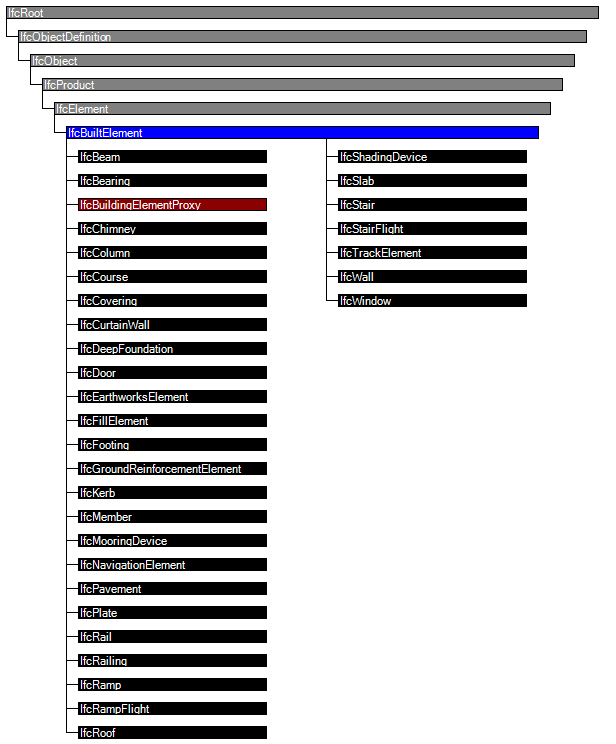 IfcRoot
IfcObjectDefinition
IfcObject
IfcProduct
IfcElement
IfcBuiltElement
IfcBeam
IfcBearing
IfcBuildingElementProxy
IfcChimney
IfcColumn
IfcCourse
IfcCovering
IfcCurtainWall
IfcDeepFoundation
IfcDoor
IfcEarthworksElement
IfcFillElement
IfcFooting
IfcGroundReinforcementElement
IfcKerb
IfcMember
IfcMooringDevice
IfcNavigationElement
IfcPavement
IfcPlate
IfcRail
IfcRailing
IfcRamp
IfcRampFlight
IfcRoof
IfcShadingDevice
IfcSlab
IfcStair
IfcStairFlight
IfcTrackElement
IfcWall
IfcWindow